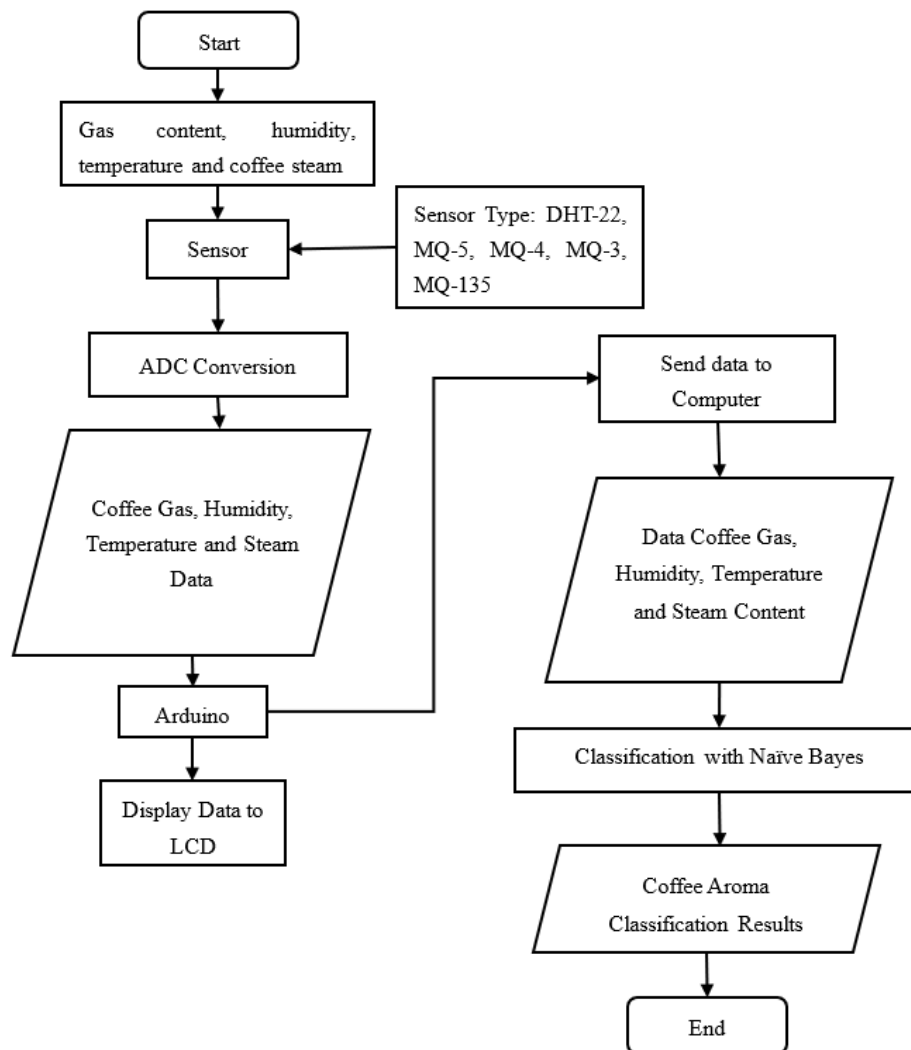 Start
Gas content, humidity,
temperature and coffee steam
Sensor Type: DHT-22,
MQ-5, MQ-4, MQ-3,
MQ-135
Sensor
ADC Conversion
Coffee Gas, Humidity,
Temperature and Steam
Data
Arduino
Display Data to
LCD
Send data to
Computer
Data Coffee Gas,
Humidity, Temperature
and Steam Content
Classification with Naïve Bayes
Coffee Aroma
Classification Results
End